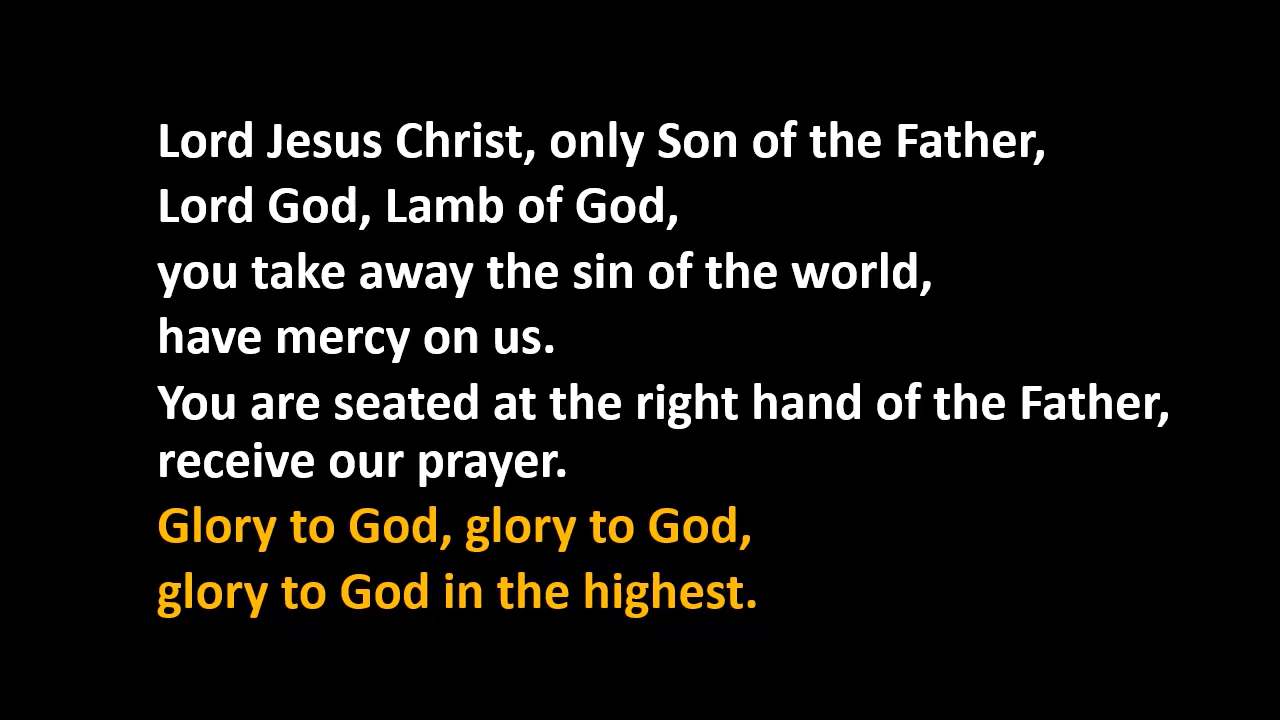 Lord Jesus Christ, only Son of the Father,
Lord God, Lamb of God,
you take away the sin of the world,
have mercy on us.
You are seated at the right hand of the Father,
receive our prayer.
Glory to God, glory to God,
glory to God in the highest.